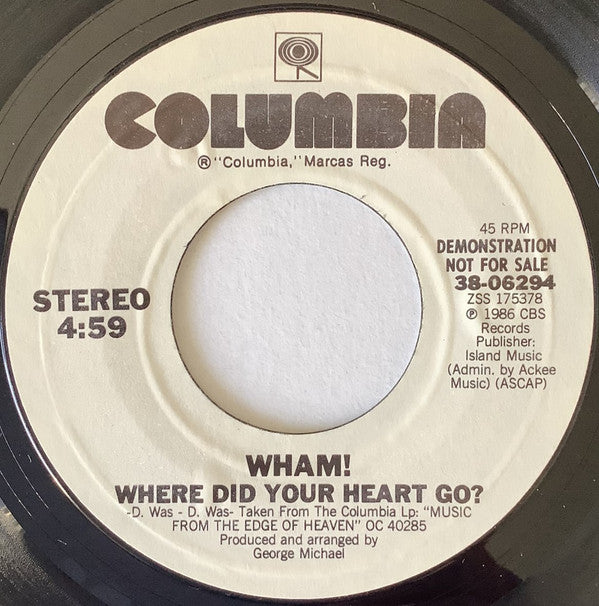 COLUMBIA
®"Columbia," Marcas Reg.
45 RPM
DEMONSTRATION
NOT FOR SALE
38-06294
ZSS 175378
℗ 1986 CBS
Records
Publisher:
Island Music
(Admin. by Ackee
Music) (ASCAP)
STEREO
4:59
WHAM!
WHERE DID YOUR HEART GO?
-D. Was - D. Was- Taken From The Columbia Lp: "MUSIC
FROM THE EDGE OF HEAVEN" OC 40285
Produced and arranged by
George Michael